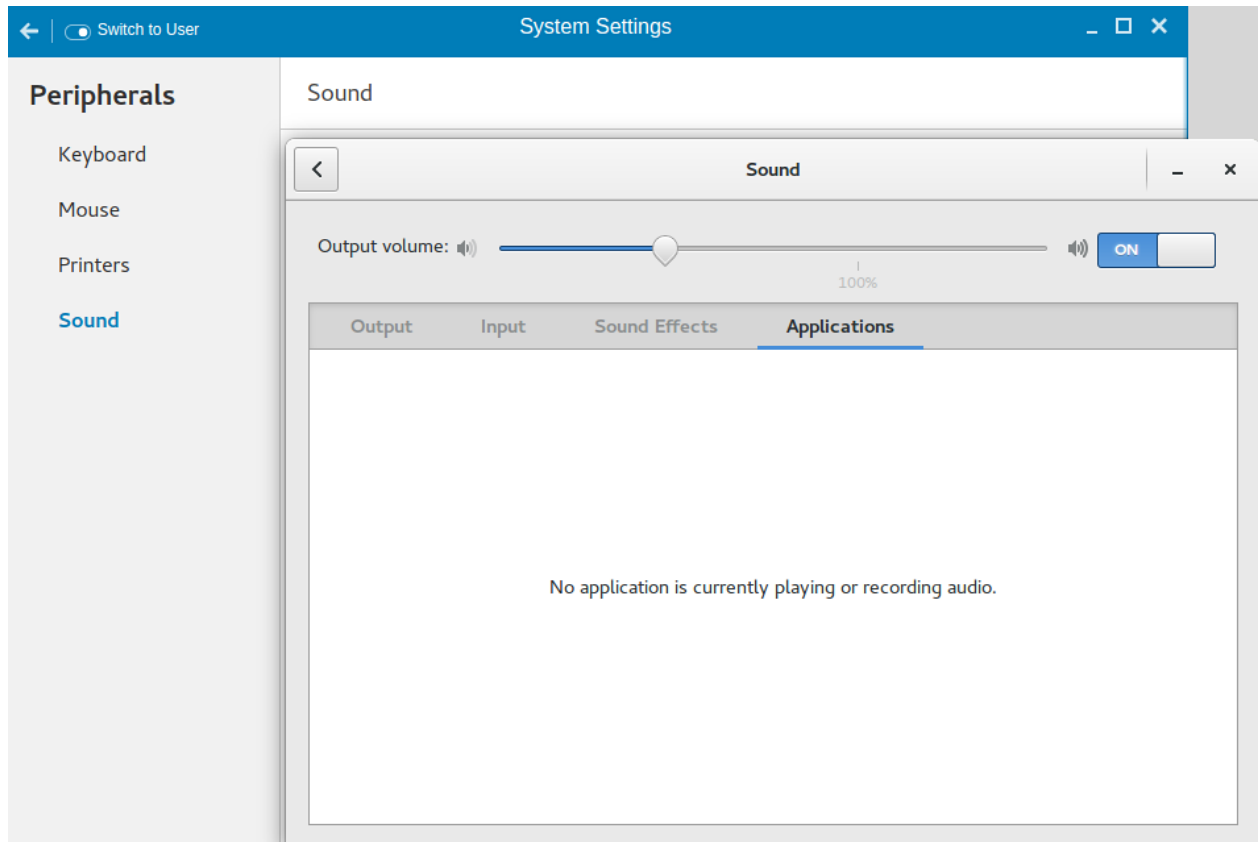 Switch to User
System Settings
Peripherals
Keyboard
Mouse
Printers
Sound
Sound
Sound
Output volume:
ON
100%
Output Input Sound Effects Applications
No application is currently playing or recording audio.